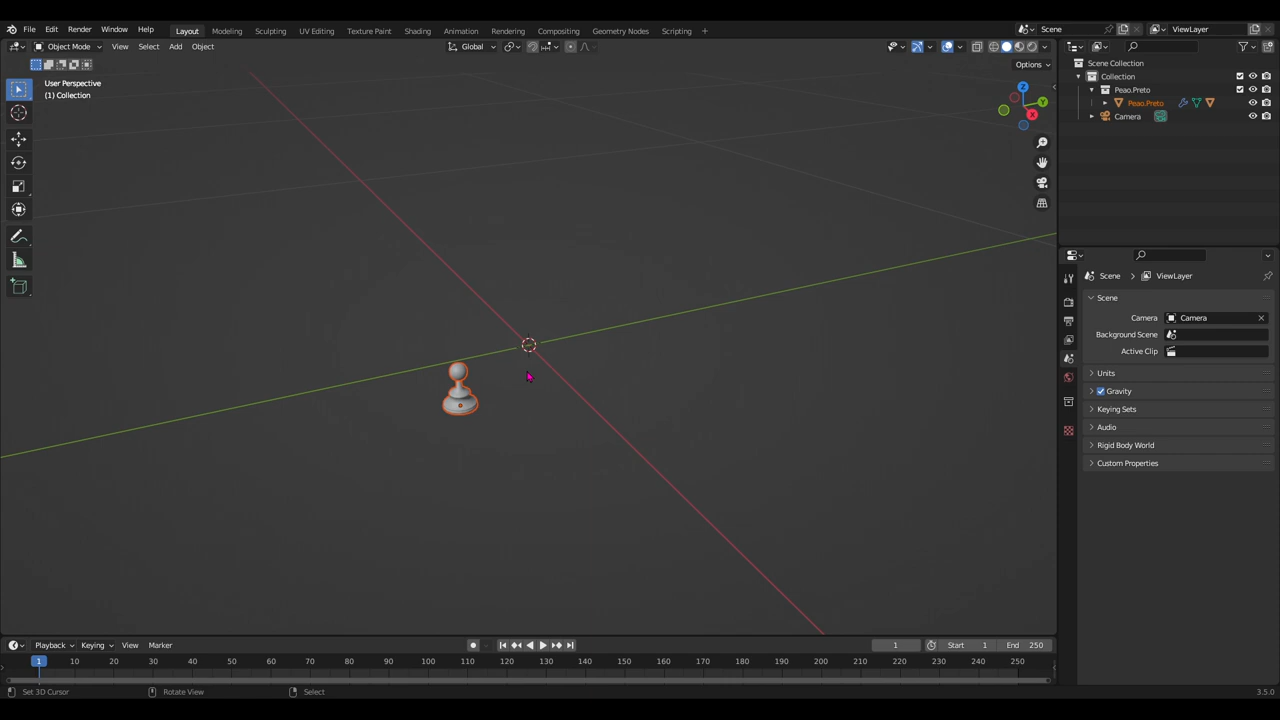 File Edit Render Window Help Layout Modeling Sculpting UV Editing Texture Paint Shading Animation Rendering Compositing Geometry Nodes Scripting Scene ViewLayer
Object Mode View Select Add Object Global
Options
User Perspective
(1) Collection
Z
Y
X
Scene Collection
Collection
Peao.Preto
Peao.Preto
Camera
Scene ViewLayer
Scene
Camera Camera
Background Scene
Active Clip
Units
Gravity
Keying Sets
Audio
Rigid Body World
Custom Properties
Playback Keying View Marker 1 Start 1 End 250
1 10 20 30 40 50 60 70 80 90 100 110 120 130 140 150 160 170 180 190 200 210 220 230 240 250
Set 3D Cursor Rotate View Select 3.5.0